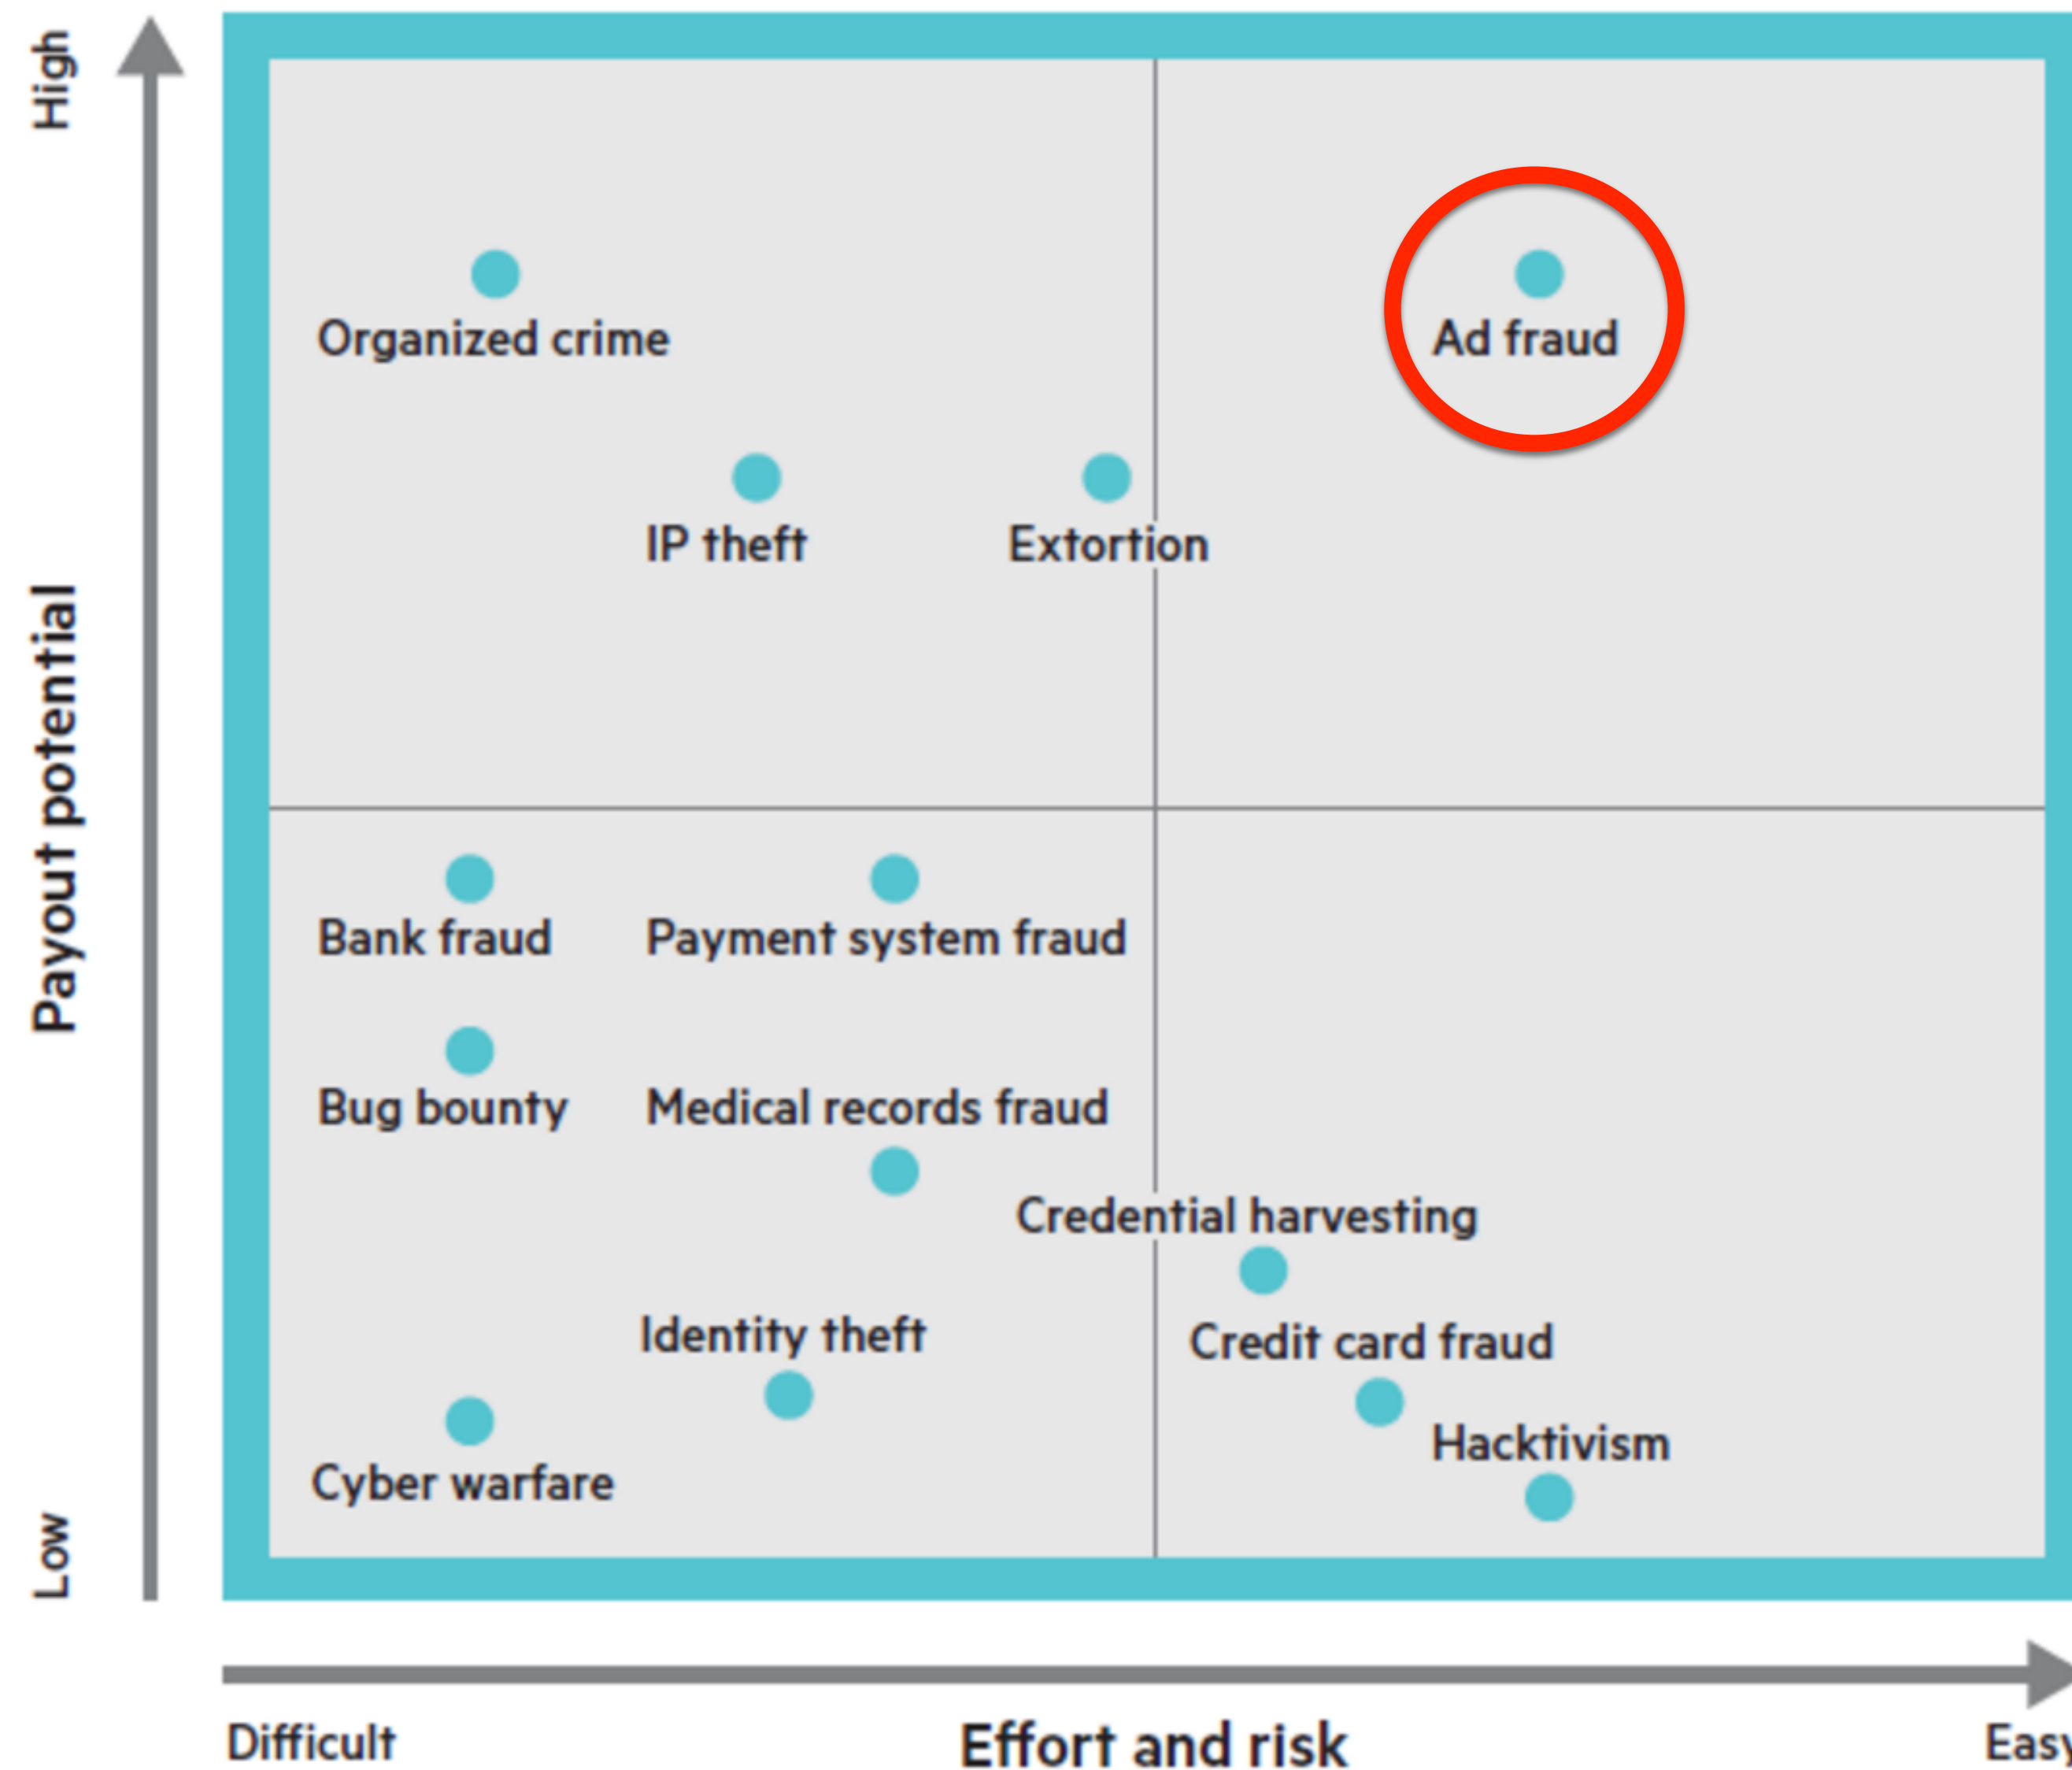 High
Organized crime
Ad fraud
IP theft
Extortion
Payout potential
Bank fraud
Payment system fraud
Bug bounty
Medical records fraud
Credential harvesting
Identity theft
Credit card fraud
Hacktivism
Cyber warfare
Low
Difficult
Effort and risk
Easy